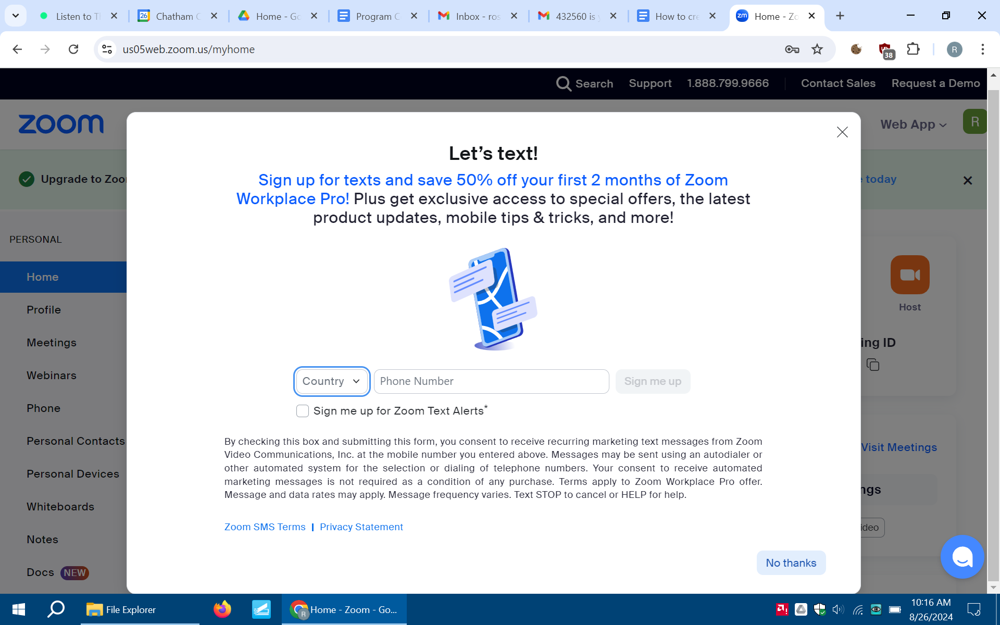 Listen to T
26
Chatham C
Home - Go
Program C
Inbox - ros
432560 is y
How to cre
zm
Home - Zo
us05web.zoom.us/myhome
38
R
Search
Support
1.888.799.9666
Contact Sales
Request a Demo
zoom
Web App
R
Upgrade to Zoo
e today
PERSONAL
Home
Profile
Meetings
Webinars
Phone
Personal Contacts
Personal Devices
Whiteboards
Notes
Docs NEW
Let's text!
Sign up for texts and save 50% off your first 2 months of Zoom
Workplace Pro! Plus get exclusive access to special offers, the latest
product updates, mobile tips & tricks, and more!
Country
Phone Number
Sign me up
Sign me up for Zoom Text Alerts*
By checking this box and submitting this form, you consent to receive recurring marketing text messages from Zoom
Video Communications, Inc. at the mobile number you entered above. Messages may be sent using an autodialer or
other automated system for the selection or dialing of telephone numbers. Your consent to receive automated
marketing messages is not required as a condition of any purchase. Terms apply to Zoom Workplace Pro offer.
Message and data rates may apply. Message frequency varies. Text STOP to cancel or HELP for help.
Zoom SMS Terms | Privacy Statement
No thanks
Host
ing ID
Visit Meetings
ngs
ideo
File Explorer
R
Home - Zoom - Go...
10:16 AM
8/26/2024